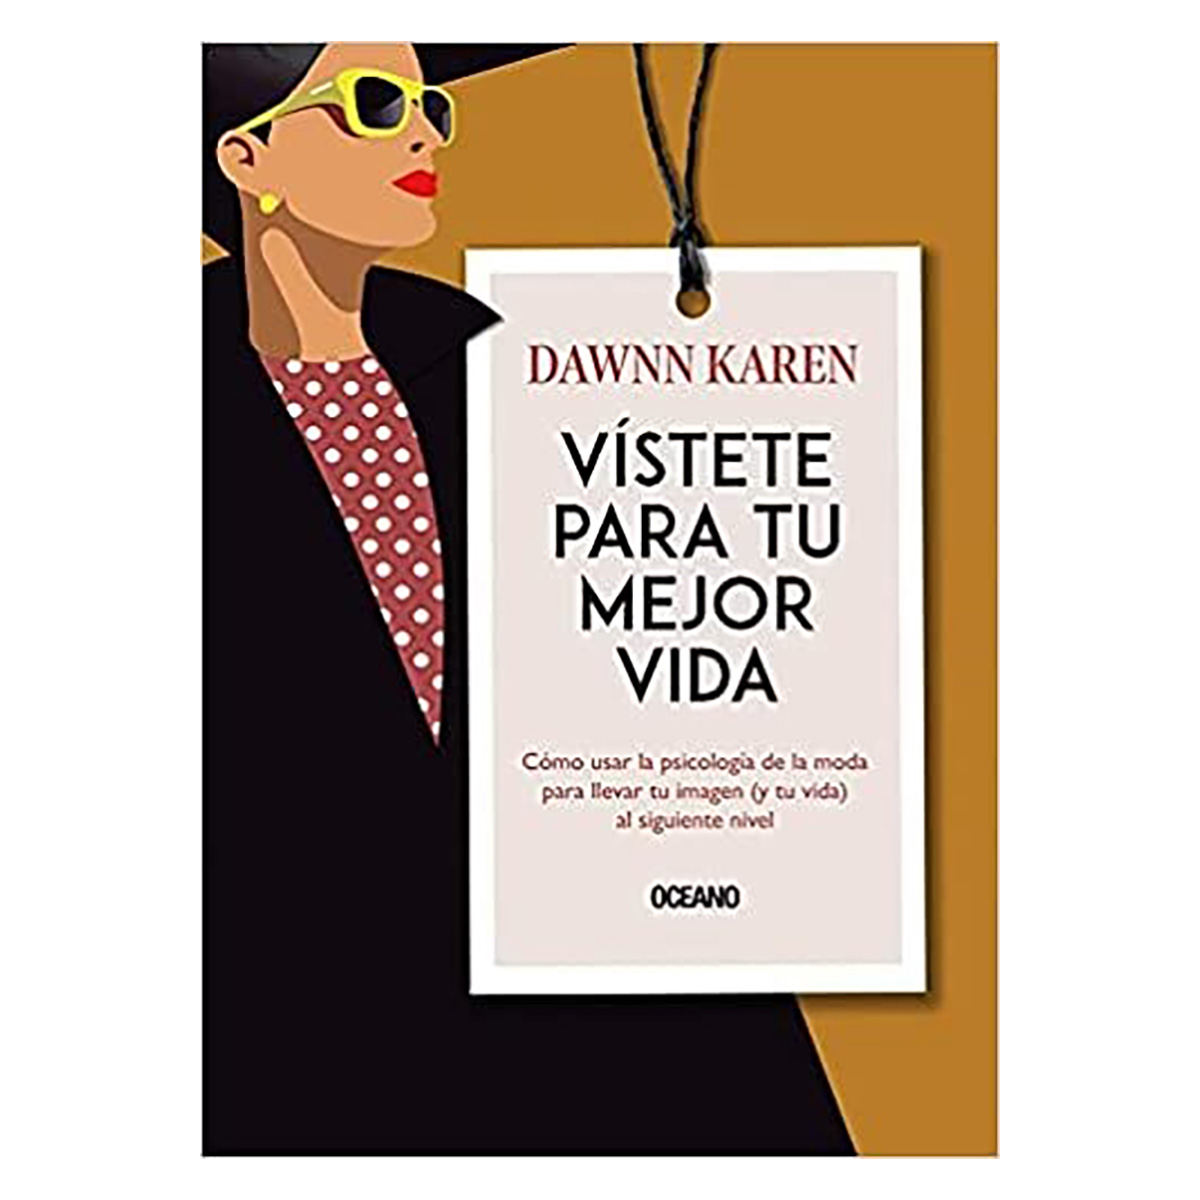 DAWNN KAREN
VÍSTETE
PARA TU
MEJOR
VIDA
Cómo usar la psicología de la moda
para llevar tu imagen (y tu vida)
al siguiente nivel
OCEANO